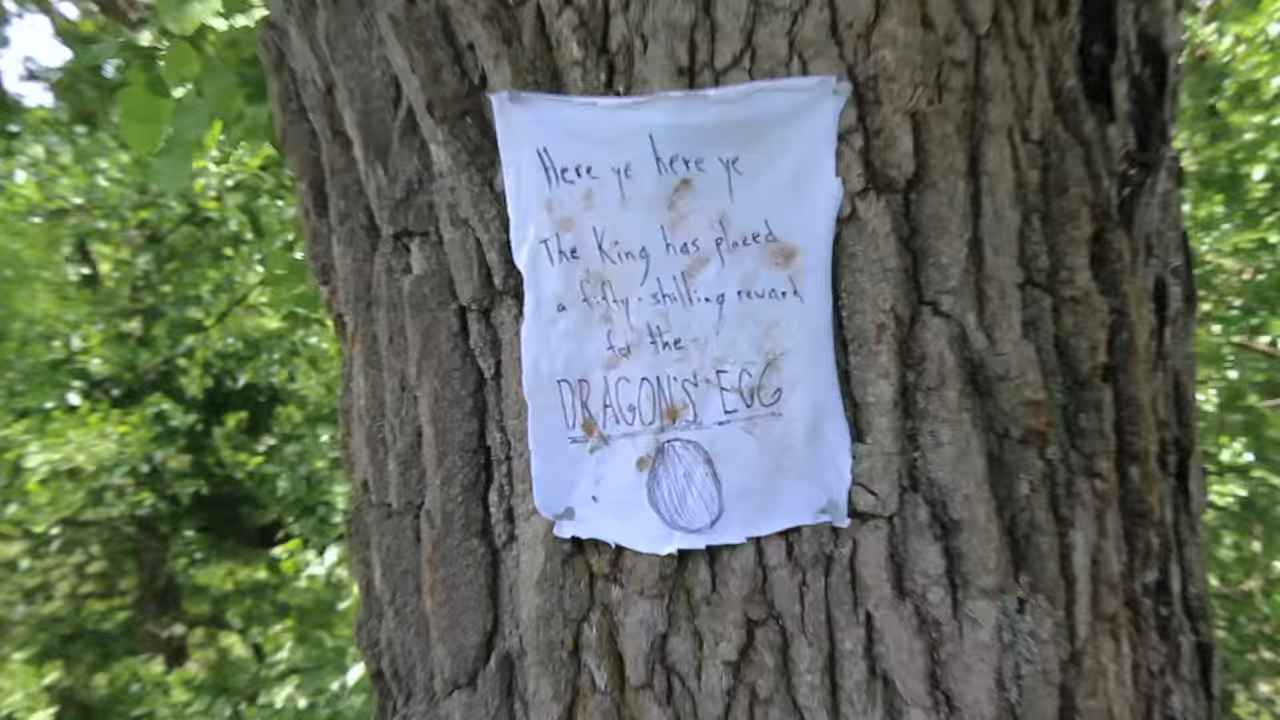 Here ye here ye
The King has placed
a fifty-shilling reward
for the
DRAGON'S EGG